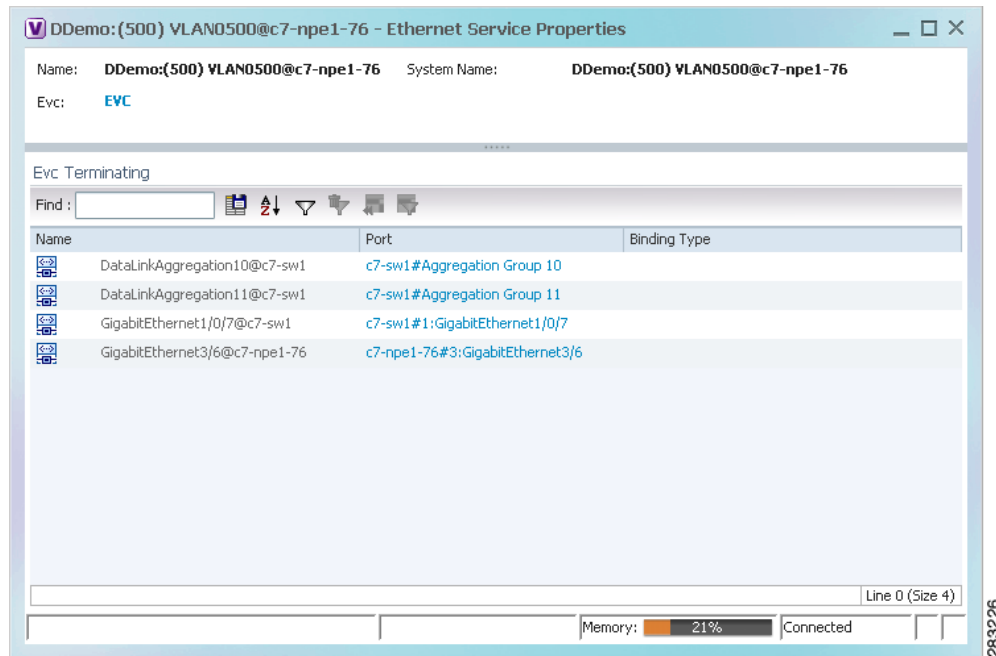 V DDemo:(500) VLAN0500@c7-npe1-76 - Ethernet Service Properties
Name: DDemo:(500) VLAN0500@c7-npe1-76 System Name: DDemo:(500) VLAN0500@c7-npe1-76
Evc: EVC
Evc Terminating
Find : A Z
Name Port Binding Type
DataLinkAggregation10@c7-sw1 c7-sw1#Aggregation Group 10
DataLinkAggregation11@c7-sw1 c7-sw1#Aggregation Group 11
GigabitEthernet1/0/7@c7-sw1 c7-sw1#1:GigabitEthernet1/0/7
GigabitEthernet3/6@c7-npe1-76 c7-npe1-76#3:GigabitEthernet3/6
Line 0 (Size 4)
Memory: 21% Connected
283226